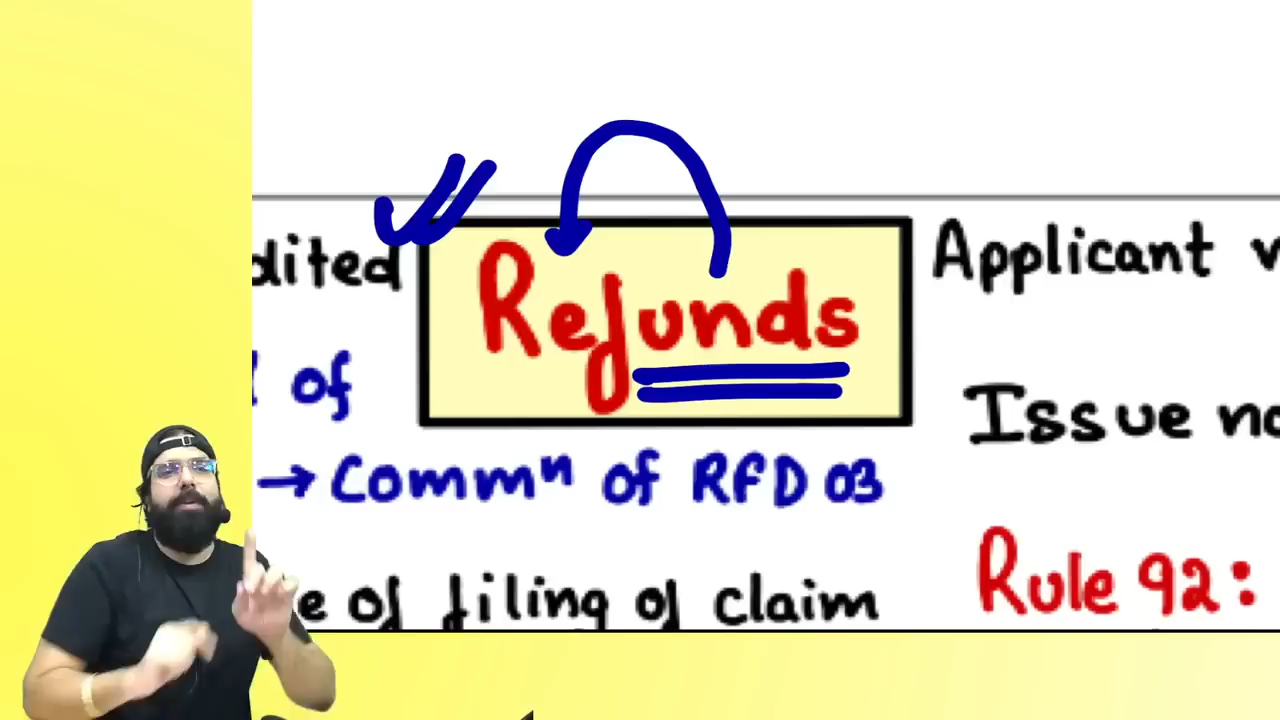 dited
Refunds
Applicant
of
Issue
→ Commⁿ of RFD 03
of filing of claim
Rule 92: